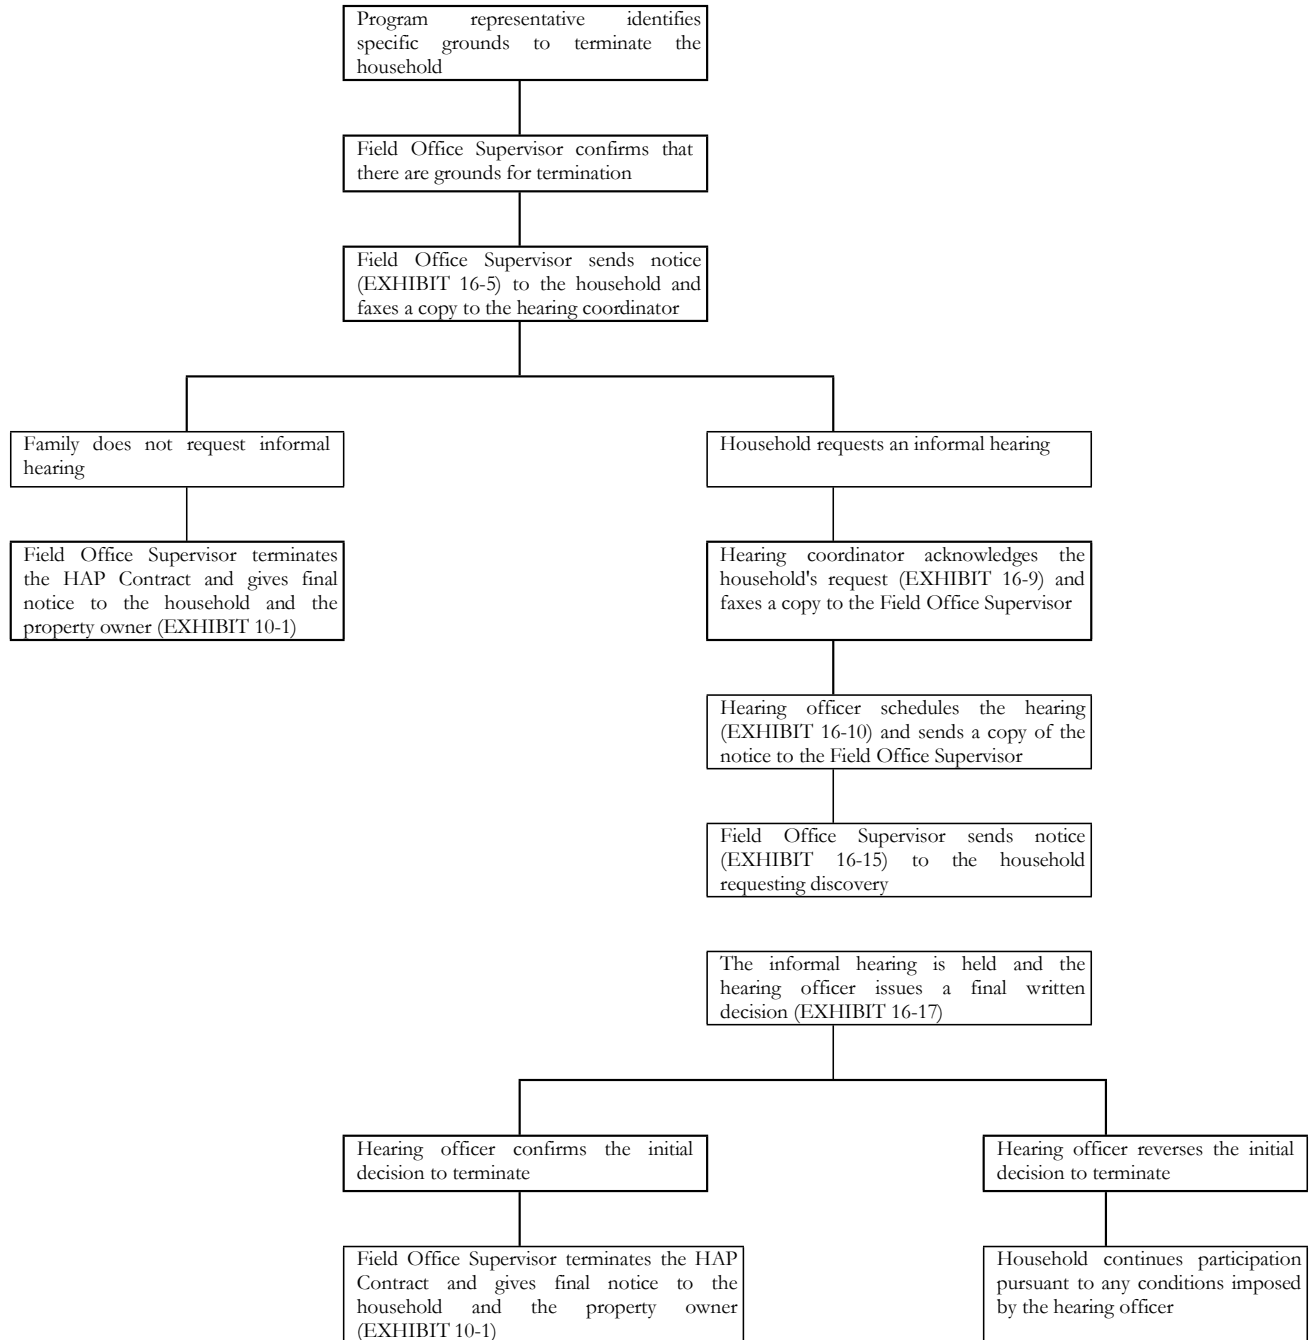 Program representative identifies
specific grounds to terminate the
household
Field Office Supervisor confirms that
there are grounds for termination
Field Office Supervisor sends notice
(EXHIBIT 16-5) to the household and
faxes a copy to the hearing coordinator
Family does not request informal
hearing
Household requests an informal hearing
Field Office Supervisor terminates
the HAP Contract and gives final
notice to the household and the
property owner (EXHIBIT 10-1)
Hearing coordinator acknowledges the
household's request (EXHIBIT 16-9) and
faxes a copy to the Field Office Supervisor
Hearing officer schedules the hearing
(EXHIBIT 16-10) and sends a copy of the
notice to the Field Office Supervisor
Field Office Supervisor sends notice
(EXHIBIT 16-15) to the household
requesting discovery
The informal hearing is held and the
hearing officer issues a final written
decision (EXHIBIT 16-17)
Hearing officer confirms the initial
decision to terminate
Hearing officer reverses the initial
decision to terminate
Field Office Supervisor terminates the HAP
Contract and gives final notice to the
household and the property owner
(EXHIBIT 10-1)
Household continues participation
pursuant to any conditions imposed
by the hearing officer